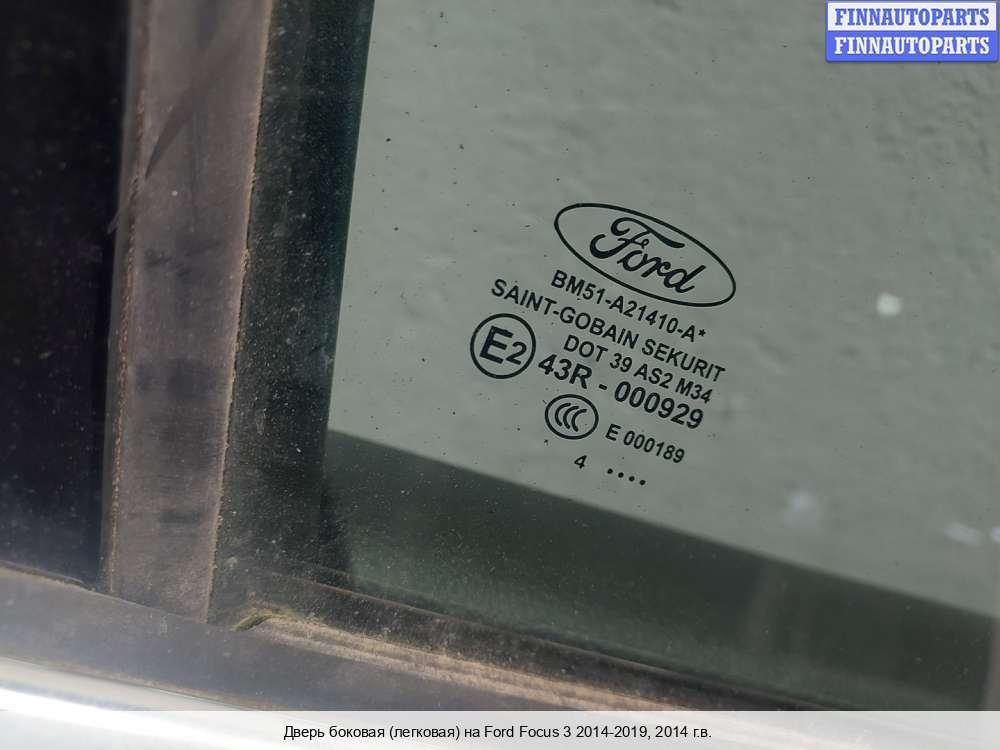 FINNAUTOPARTS
FINNAUTOPARTS
Ford
BM51-A21410-A*
SAINT-GOBAIN SEKURIT
DOT 39 AS2 M34
E2
43R - 000929
CCC
E 000189
4 ....
Дверь боковая (легковая) на Ford Focus 3 2014-2019, 2014 г.в.